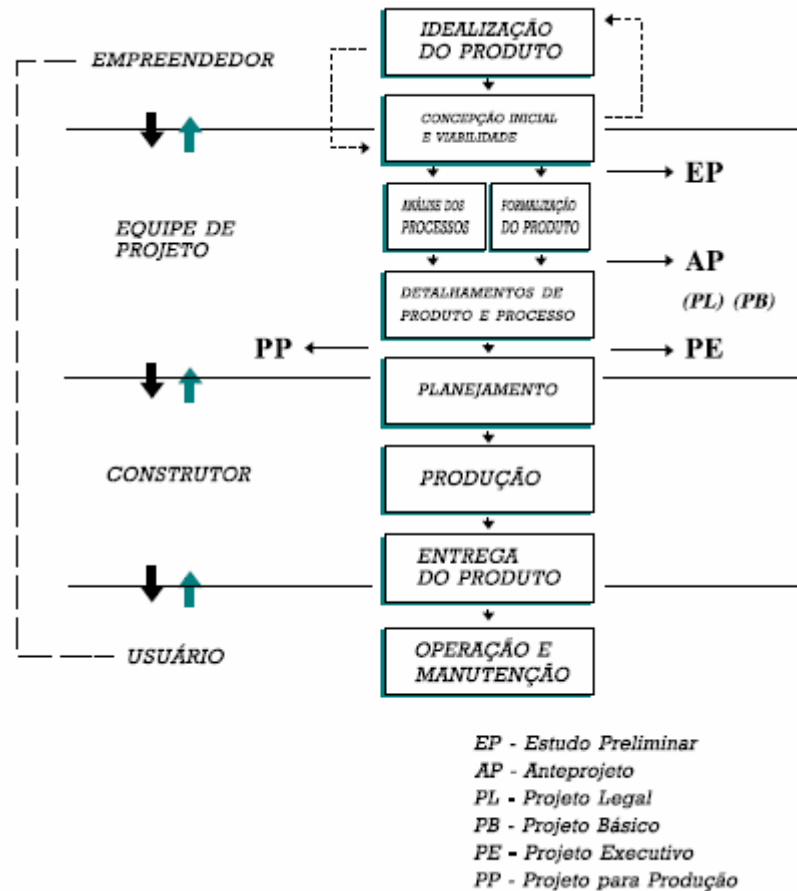 IDEALIZAÇÃO
DO PRODUTO
EMPREENDEDOR
CONCEPÇÃO INICIAL
E VIABILIDADE
EP
ANÁLISE DOS
PROCESSOS
FORMALIZAÇÃO
DO PRODUTO
EQUIPE DE
PROJETO
AP
(PL) (PB)
DETALHAMENTOS DE
PRODUTO E PROCESSO
PP
PE
PLANEJAMENTO
CONSTRUTOR
PRODUÇÃO
ENTREGA
DO PRODUTO
USUÁRIO
OPERAÇÃO E
MANUTENÇÃO
EP - Estudo Preliminar
AP - Anteprojeto
PL - Projeto Legal
PB - Projeto Básico
PE - Projeto Executivo
PP - Projeto para Produção